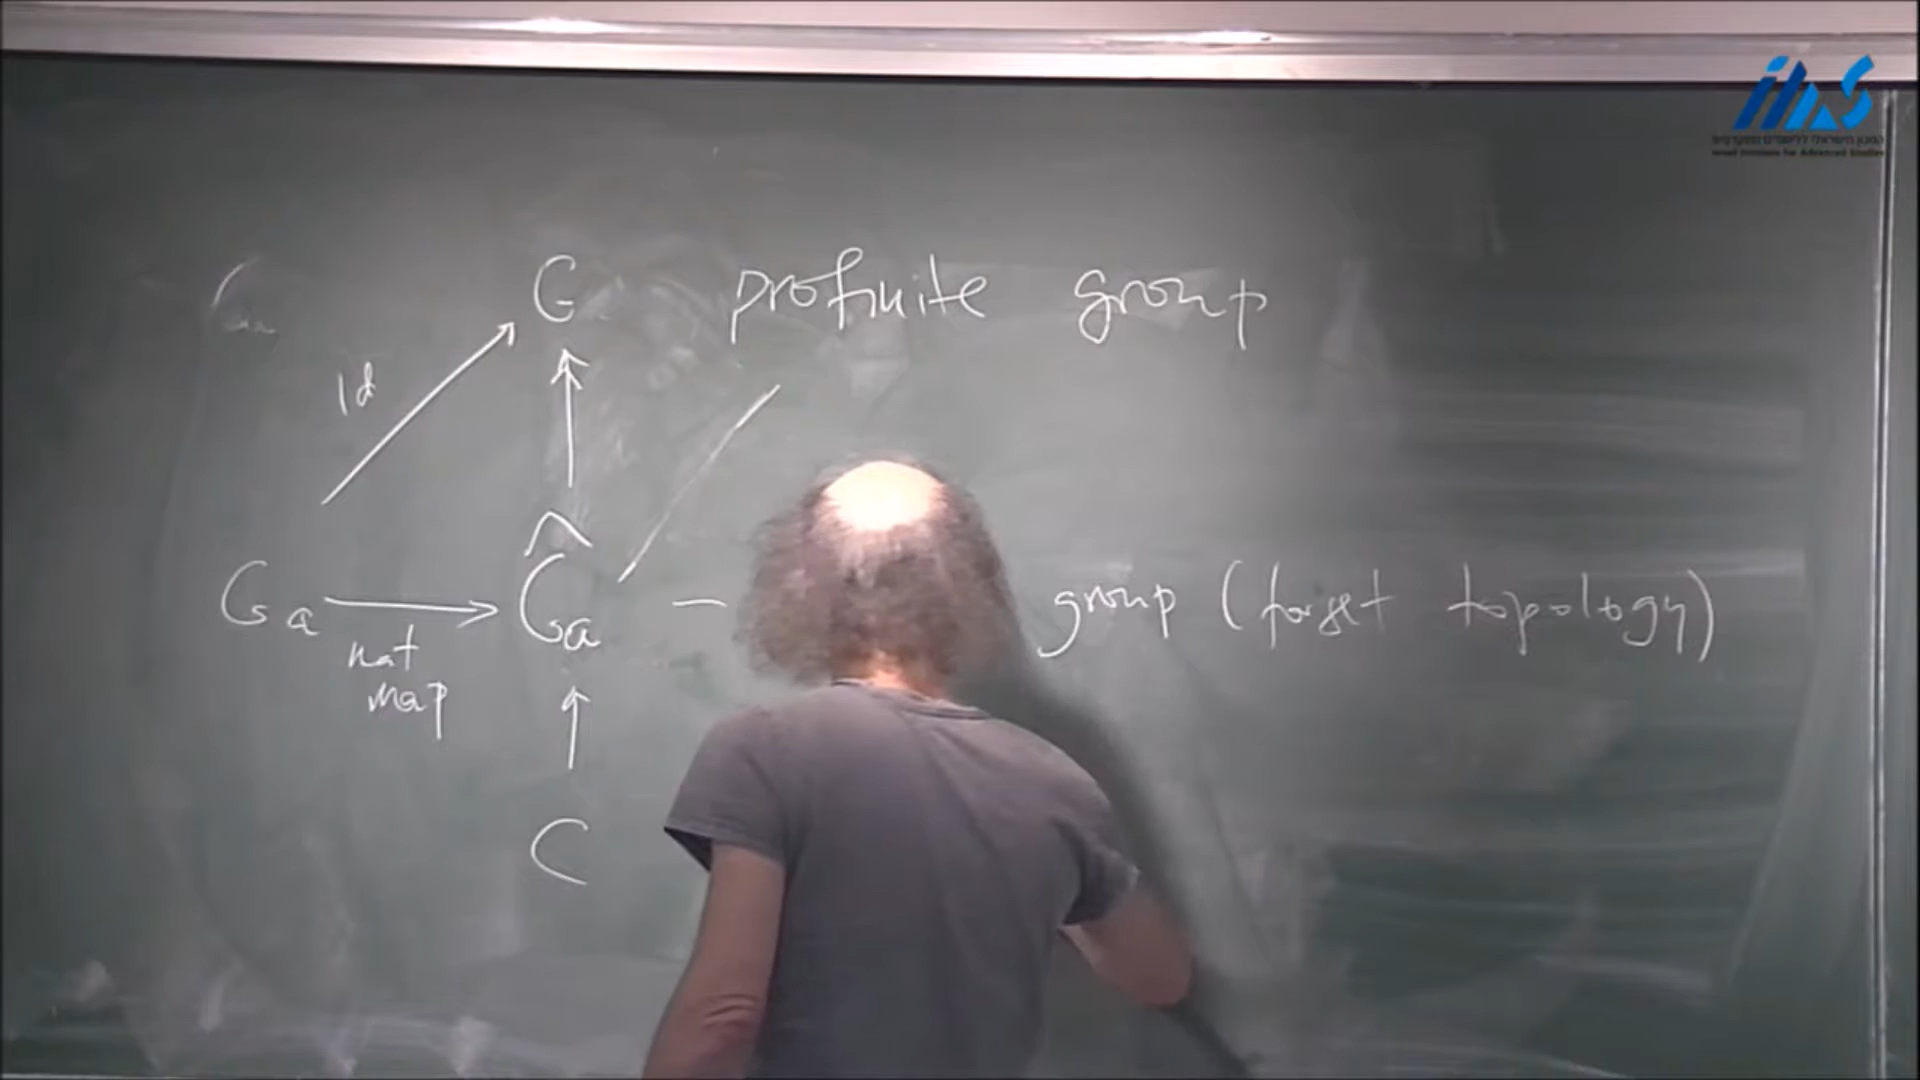 G profinite group
Id
G_a → Ĝ_a — group (forget topology)
nat
map
C